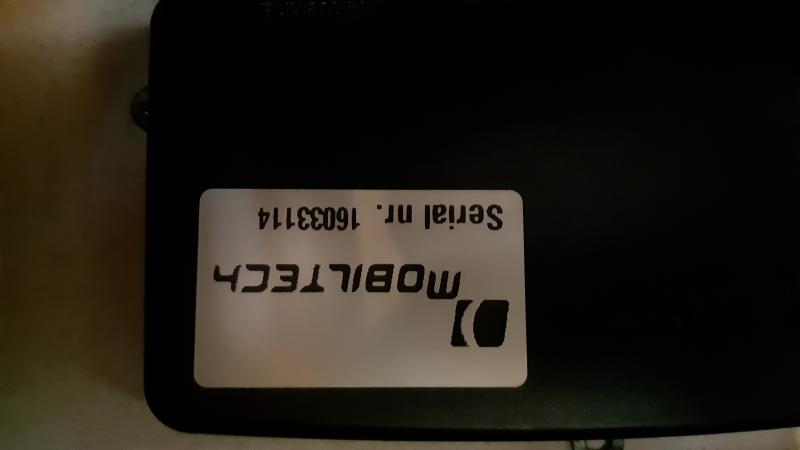 MOBILTECH
Serial nr. 16033114